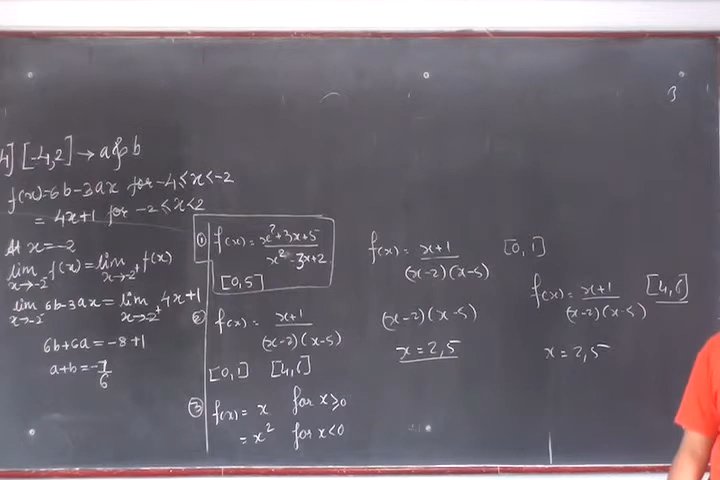 4] [-4,2] → a & b
f(x)=6b-3ax for -4≤x<-2
= 4x+1 for -2≤x<2
At x=-2
lim x→-2⁻ f(x) = lim x→-2⁺ f(x)
lim x→-2⁻ 6b-3ax = lim x→-2⁺ 4x+1
6b+6a = -8+1
a+b = -7/6
① f(x) = x²+3x+5 / x²-3x+2
[0,5]
② f(x) = x+1 / (x-2)(x-5)
[0,1] [4,6]
③ f(x) = x for x≥0
= x² for x<0
f(x) = x+1 / (x-2)(x-5) [0,1]
(x-2)(x-5)
x=2,5
f(x) = x+1 / (x-2)(x-5) [4,6]
x=2,5